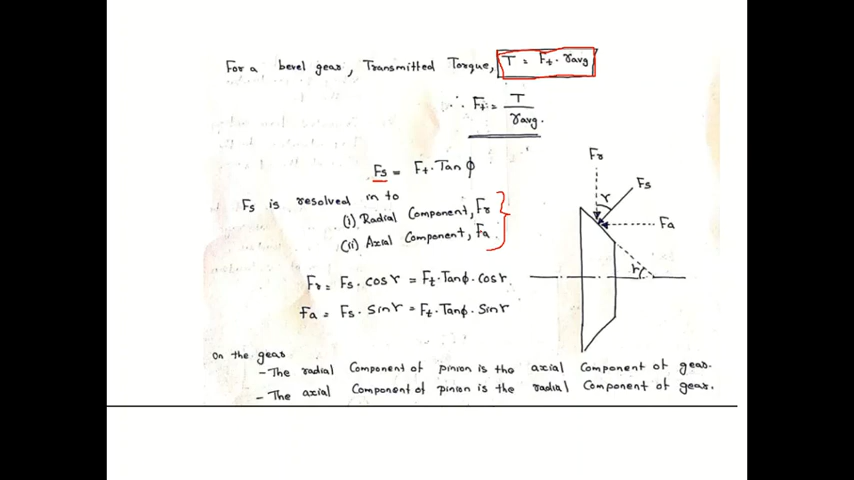 For a bevel gear, Transmitted Torque, T = Ft · ravg
∴ Ft = T / ravg.
Fs = Ft · Tan ϕ
Fs is resolved in to
(i) Radial Component, Fr
(ii) Axial Component, Fa
Fr = Fs · cos γ = Ft · Tanϕ · cos γ.
Fa = Fs · Sin γ = Ft · Tanϕ · Sin γ
Fr
Fs
γ
Fa
γ
On the gear
- The radial Component of pinion is the axial Component of gear.
- The axial Component of pinion is the radial Component of gear.